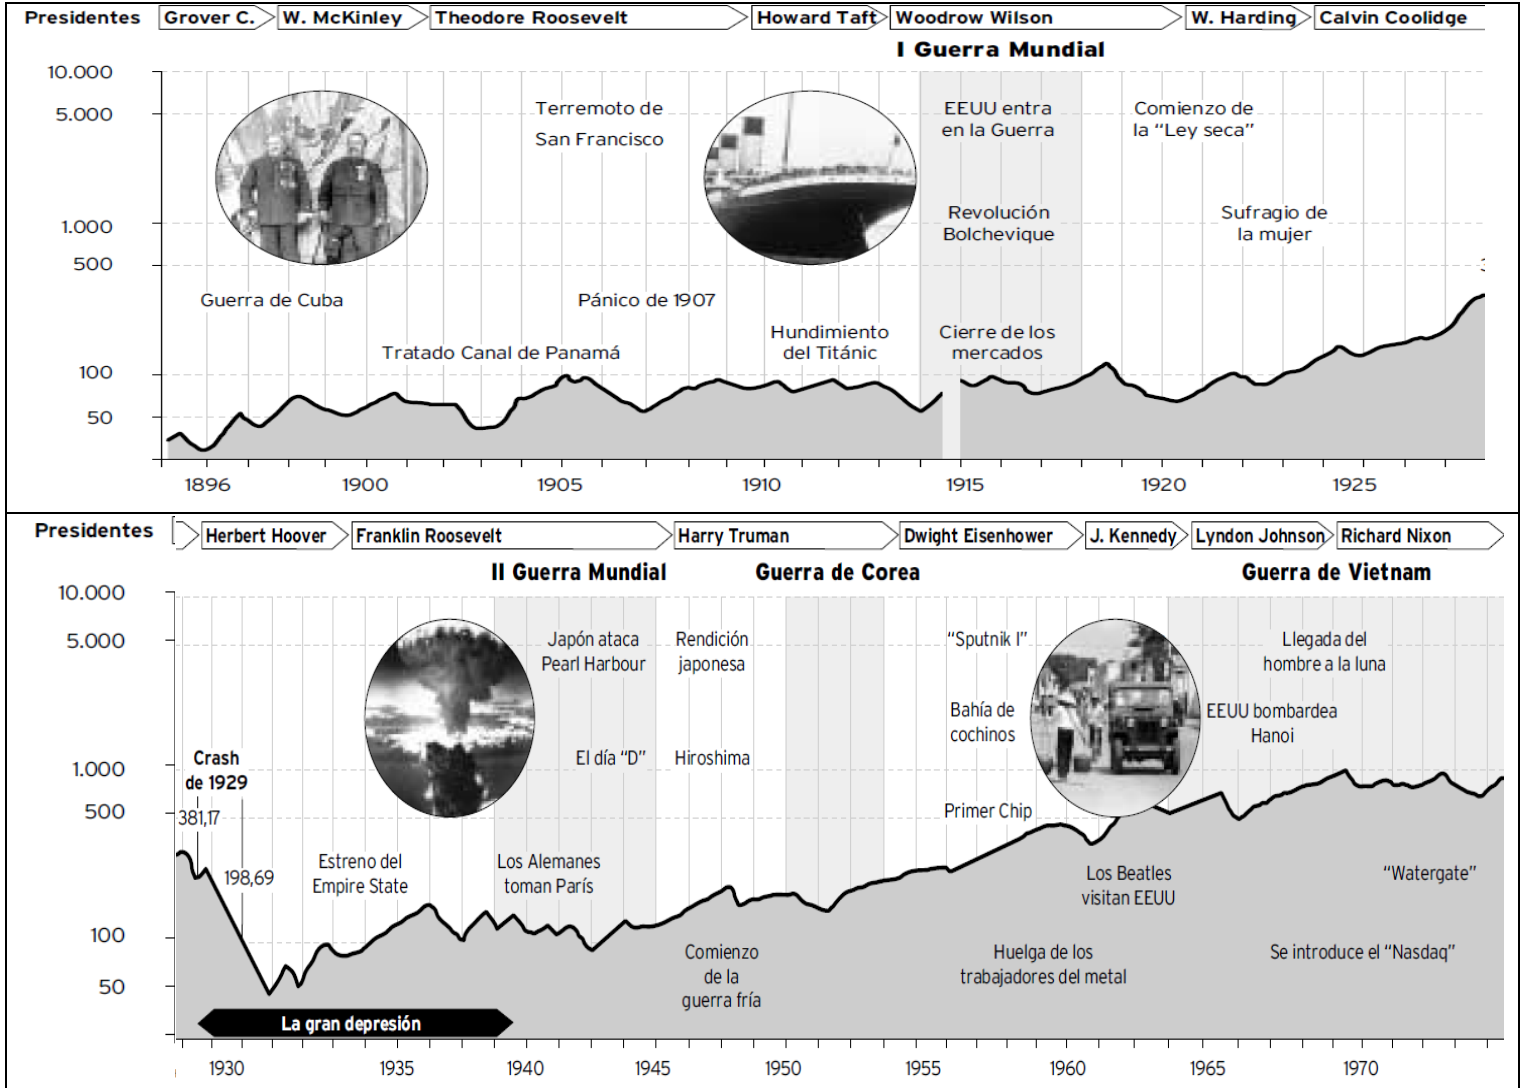 Presidentes
Grover C.
W. McKinley
Theodore Roosevelt
Howard Taft
Woodrow Wilson
W. Harding
Calvin Coolidge
I Guerra Mundial
10.000
5.000
1.000
500
100
50
Terremoto de
San Francisco
EEUU entra
en la Guerra
Comienzo de
la “Ley seca”
Revolución
Bolchevique
Sufragio de
la mujer
Guerra de Cuba
Pánico de 1907
Tratado Canal de Panamá
Hundimiento
del Titánic
Cierre de los
mercados
1896
1900
1905
1910
1915
1920
1925
Presidentes
Herbert Hoover
Franklin Roosevelt
Harry Truman
Dwight Eisenhower
J. Kennedy
Lyndon Johnson
Richard Nixon
II Guerra Mundial
Guerra de Corea
Guerra de Vietnam
10.000
5.000
1.000
500
100
50
Japón ataca
Pearl Harbour
Rendición
japonesa
“Sputnik I”
Llegada del
hombre a la luna
Bahía de
cochinos
EEUU bombardea
Hanoi
Crash
de 1929
El día “D”
Hiroshima
381,17
Primer Chip
198,69
Estreno del
Empire State
Los Alemanes
toman París
Los Beatles
visitan EEUU
“Watergate”
Comienzo
de la
guerra fría
Huelga de los
trabajadores del metal
Se introduce el “Nasdaq”
La gran depresión
1930
1935
1940
1945
1950
1955
1960
1965
1970